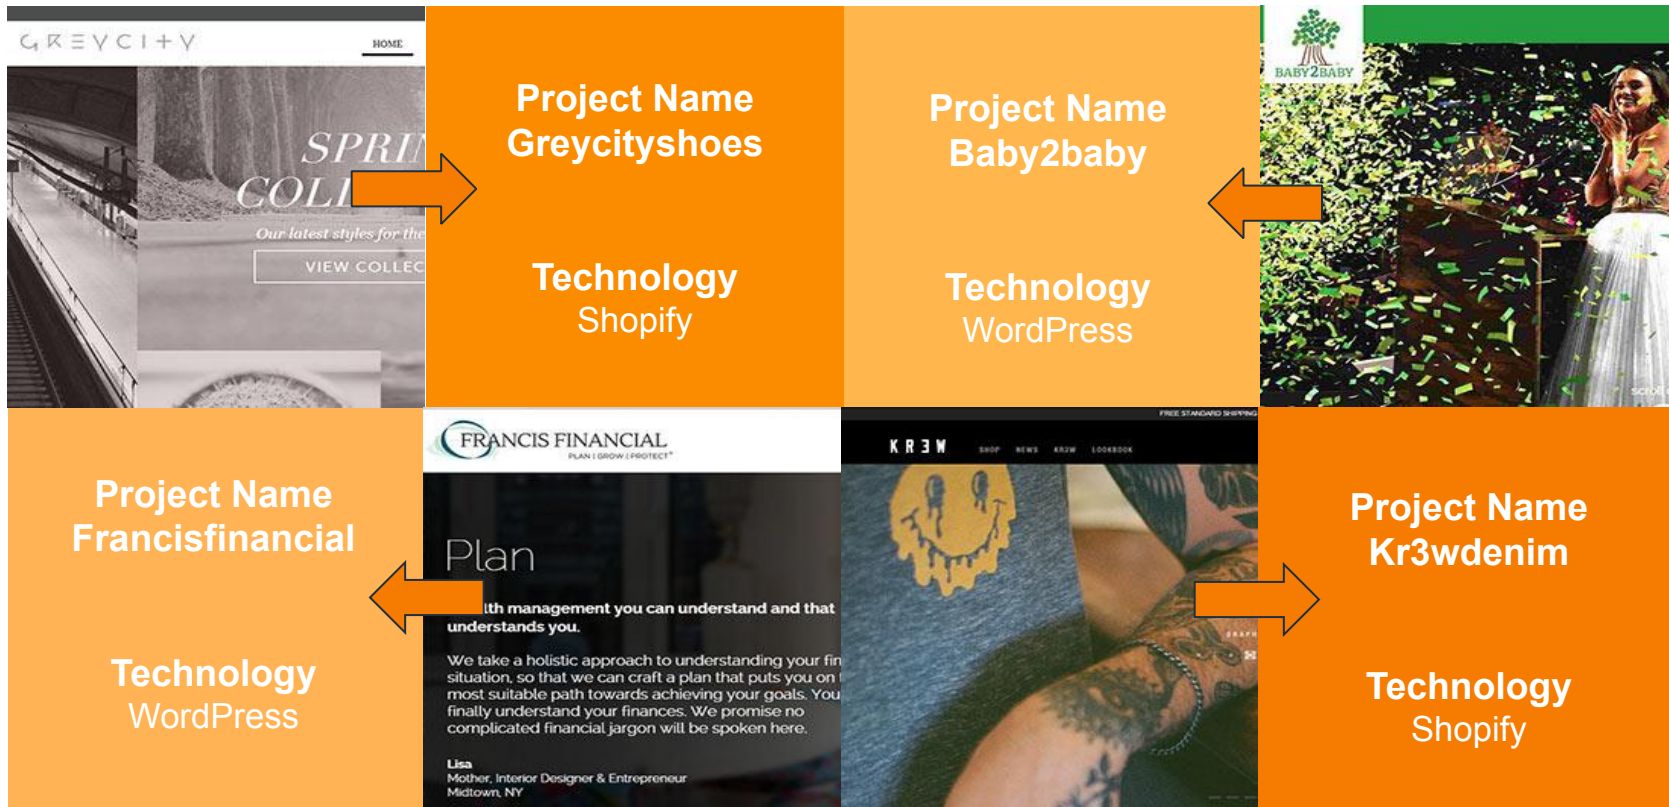 GREYCITY
HOME
SPRIN
COLL
Our latest styles for the
VIEW COLLEC
Project Name
Greycityshoes
Technology
Shopify
Project Name
Baby2baby
Technology
WordPress
BABY2BABY
scroll
Project Name
Francisfinancial
Technology
WordPress
FRANCIS FINANCIAL
PLAN | GROW | PROTECT
Plan
lth management you can understand and that
understands you.
We take a holistic approach to understanding your fin
situation, so that we can craft a plan that puts you on
most suitable path towards achieving your goals. You
finally understand your finances. We promise no
complicated financial jargon will be spoken here.
Lisa
Mother, Interior Designer & Entrepreneur
Midtown, NY
FREE STANDARD SHIPPING
KR3W
SHOP NEWS KR3W LOOKBOOK
GRAPH
Project Name
Kr3wdenim
Technology
Shopify